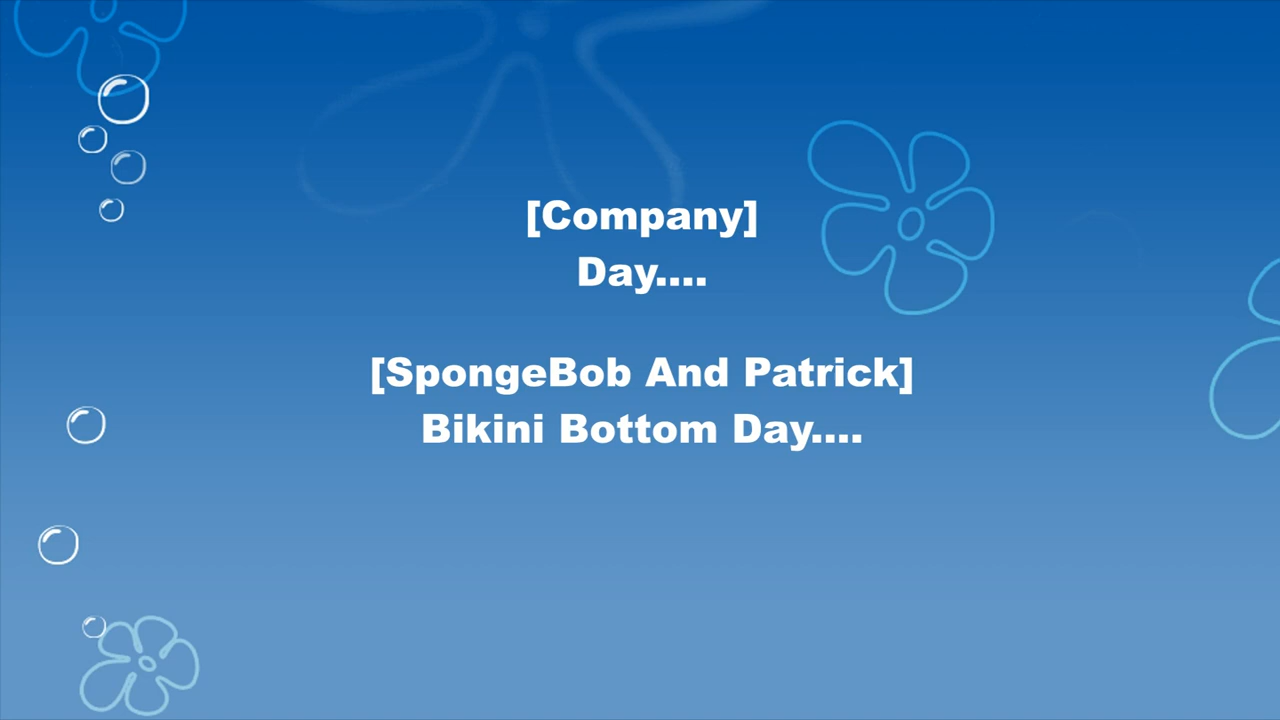 [Company]
Day....
[SpongeBob And Patrick]
Bikini Bottom Day....